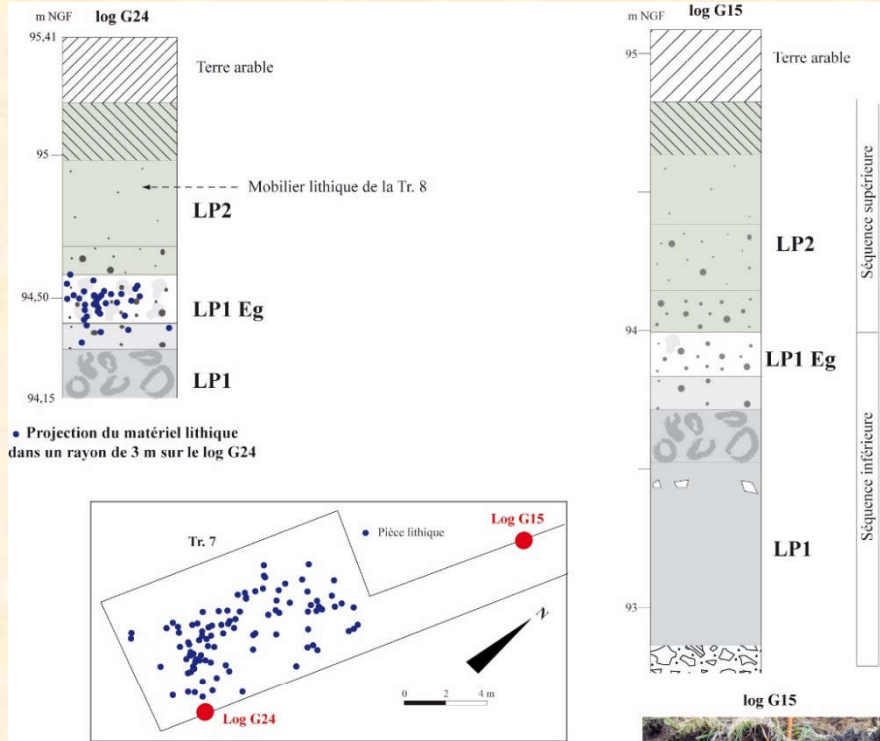 m NGF
log G24
95,41
Terre arable
95
Mobilier lithique de la Tr. 8
LP2
94,50
LP1 Eg
LP1
94,15
• Projection du matériel lithique
dans un rayon de 3 m sur le log G24
Tr. 7
Pièce lithique
Log G15
N
0 2 4 m
Log G24
m NGF
log G15
95
Terre arable
LP2
94
LP1 Eg
LP1
93
Séquence supérieure
Séquence inférieure
log G15